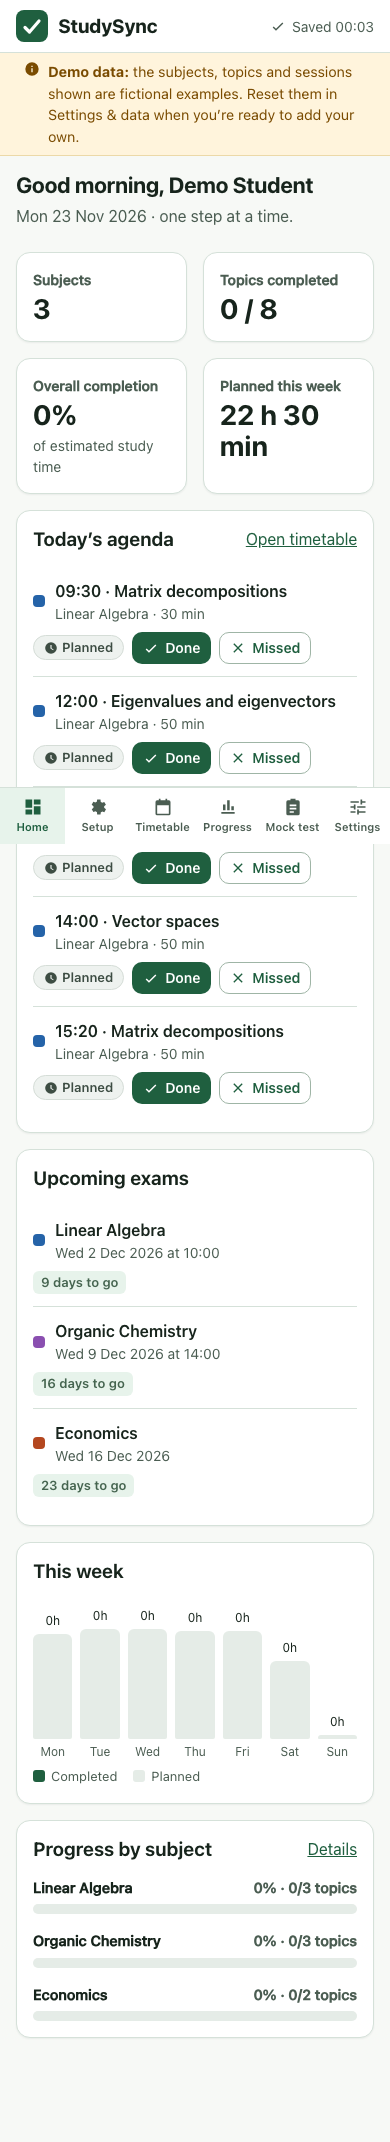 StudySync
Saved 00:03
Demo data: the subjects, topics and sessions
shown are fictional examples. Reset them in
Settings & data when you’re ready to add your
own.
Good morning, Demo Student
Mon 23 Nov 2026 · one step at a time.
Subjects
3
Topics completed
0 / 8
Overall completion
0%
of estimated study
time
Planned this week
22 h 30
min
Today’s agenda
Open timetable
09:30 · Matrix decompositions
Linear Algebra · 30 min
Planned
Done
Missed
12:00 · Eigenvalues and eigenvectors
Linear Algebra · 50 min
Planned
Done
Missed
Home
Setup
Timetable
Progress
Mock test
Settings
Planned
Done
Missed
14:00 · Vector spaces
Linear Algebra · 50 min
Planned
Done
Missed
15:20 · Matrix decompositions
Linear Algebra · 50 min
Planned
Done
Missed
Upcoming exams
Linear Algebra
Wed 2 Dec 2026 at 10:00
9 days to go
Organic Chemistry
Wed 9 Dec 2026 at 14:00
16 days to go
Economics
Wed 16 Dec 2026
23 days to go
This week
0h 0h 0h 0h 0h 0h 0h
Mon Tue Wed Thu Fri Sat Sun
Completed Planned
Progress by subject
Details
Linear Algebra
0% · 0/3 topics
Organic Chemistry
0% · 0/3 topics
Economics
0% · 0/2 topics